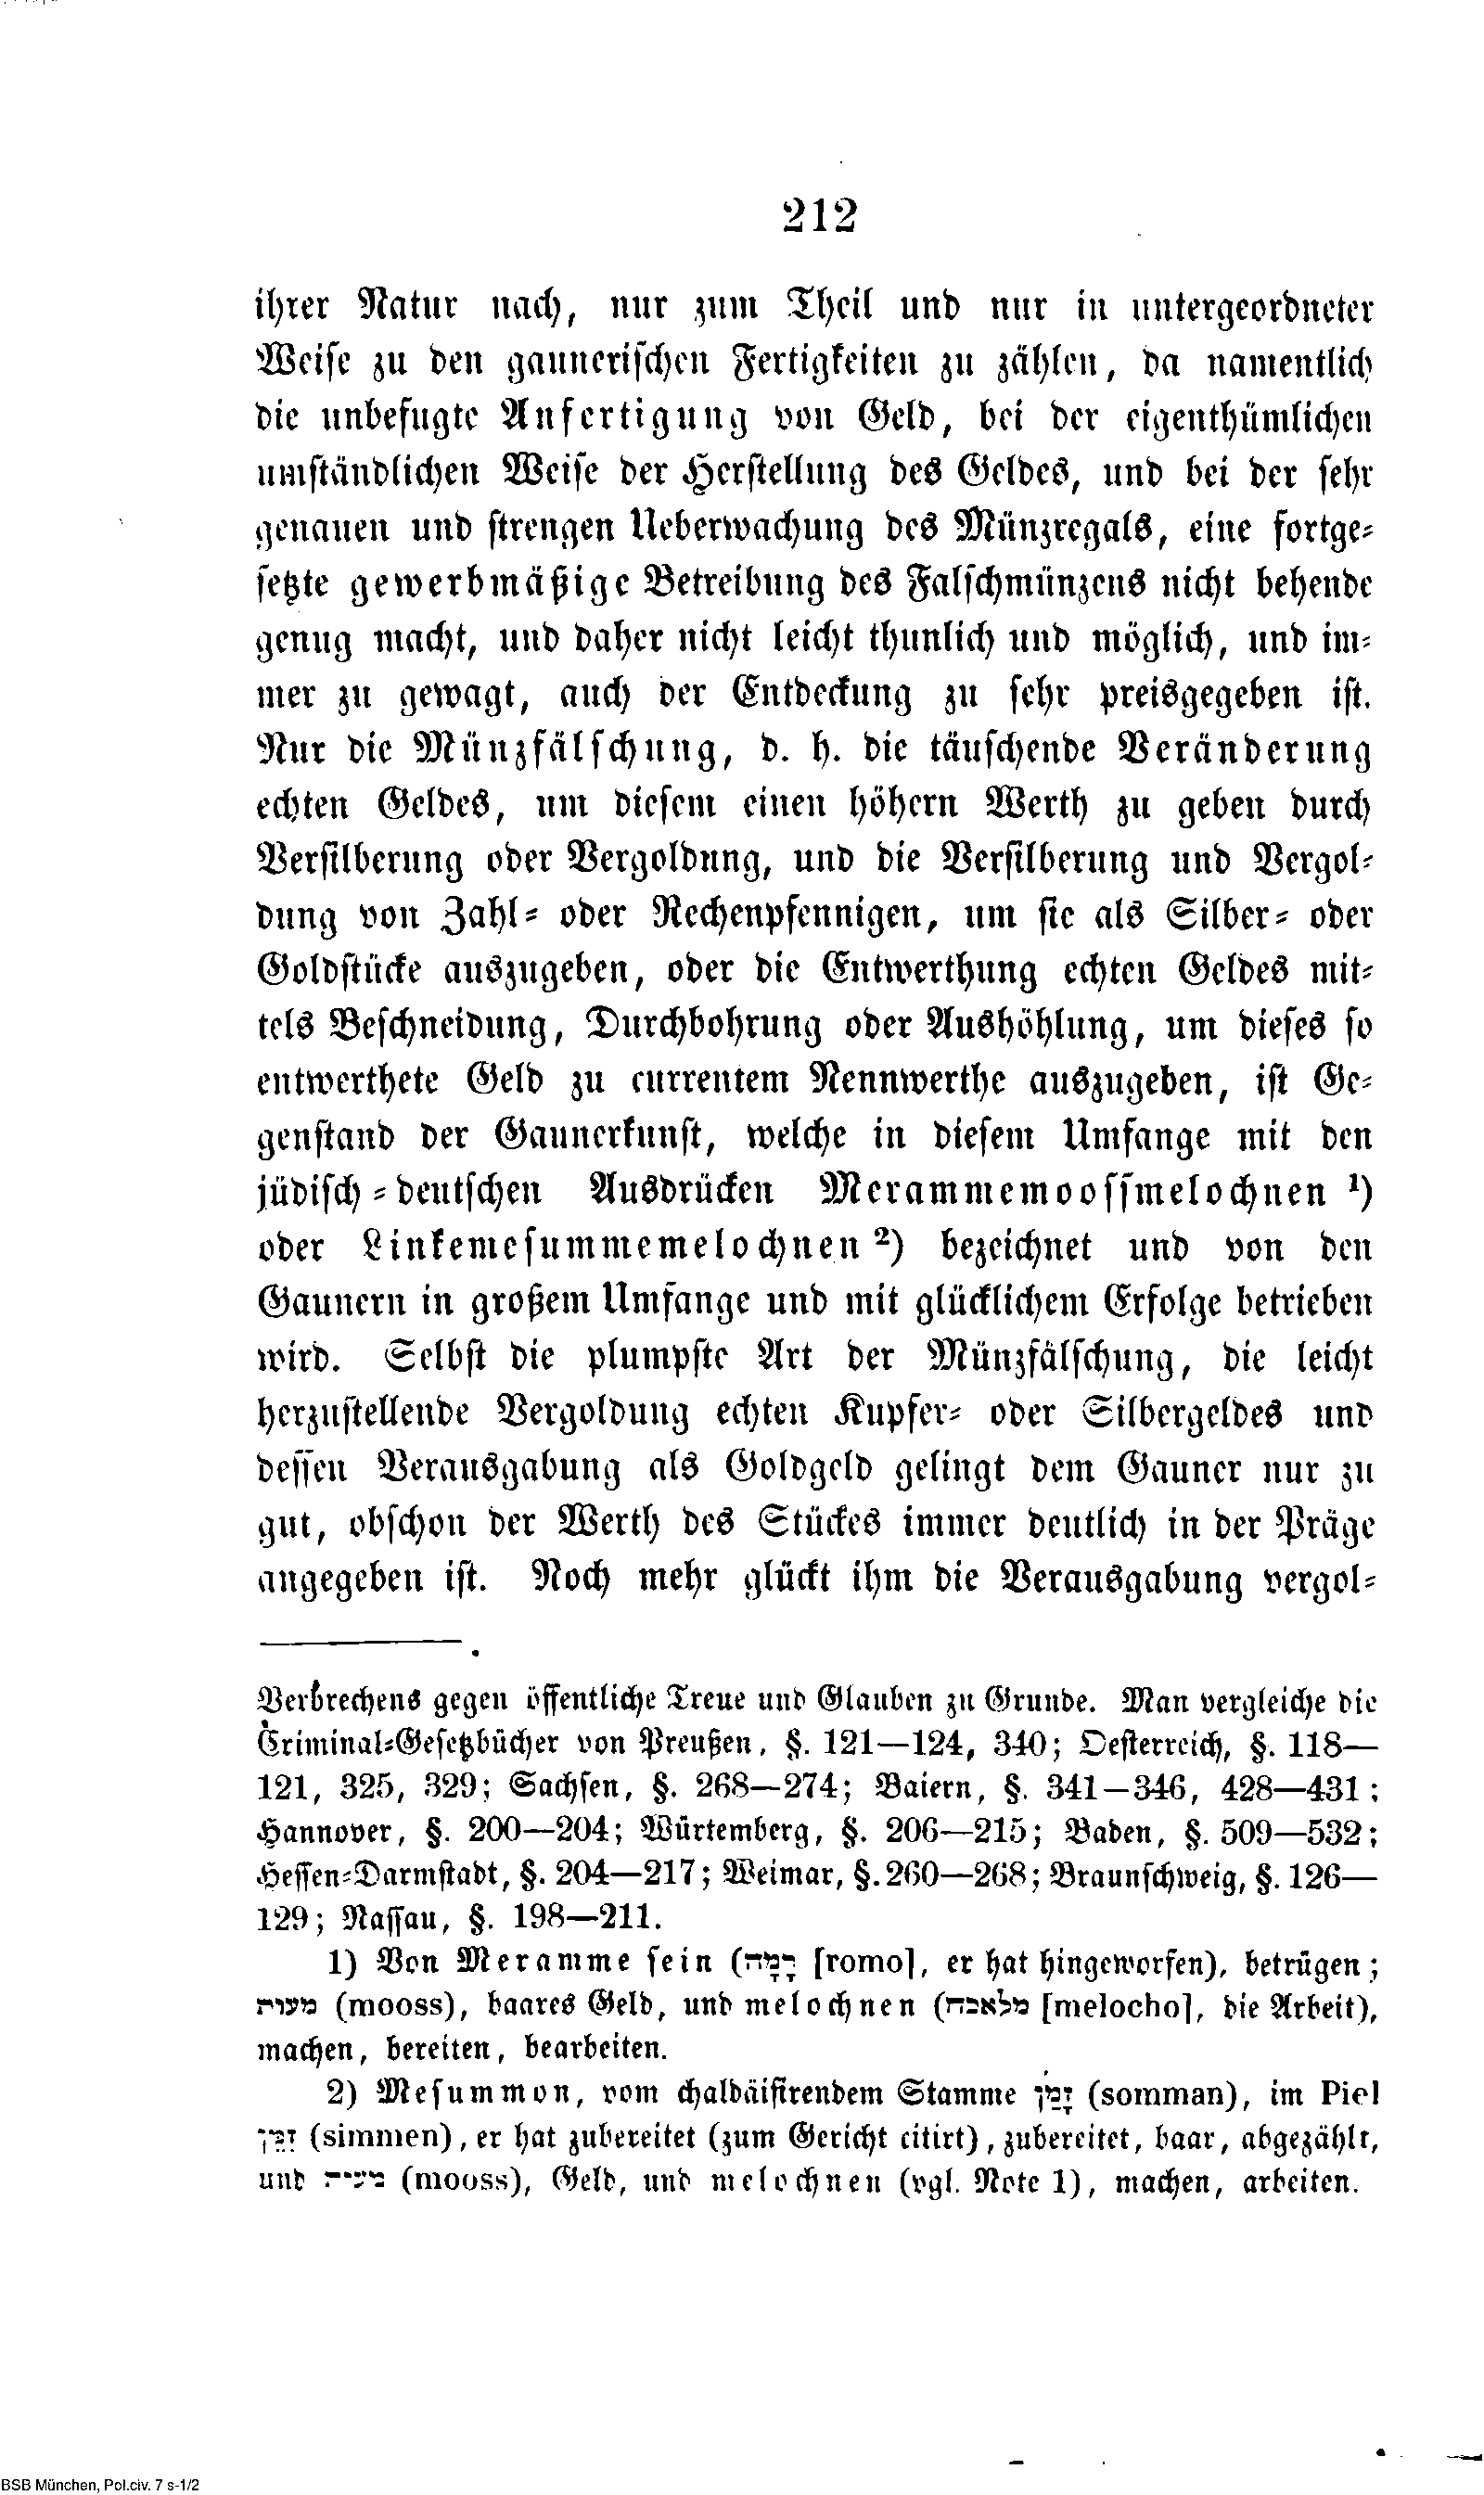 212
ihrer Natur nach, nur zum Theil und nur in untergeordneter
Weise zu den gaunerischen Fertigkeiten zu zählen, da namentlich
die unbefugte Anfertigung von Geld, bei der eigenthümlichen
umständlichen Weise der Herstellung des Geldes, und bei der sehr
genauen und strengen Ueberwachung des Münzregals, eine fortge-
setzte gewerbmäßige Betreibung des Falschmünzens nicht behende
genug macht, und daher nicht leicht thunlich und möglich, und im-
mer zu gewagt, auch der Entdeckung zu sehr preisgegeben ist.
Nur die Münzfälschung, d. h. die täuschende Veränderung
echten Geldes, um diesem einen höhern Werth zu geben durch
Versilberung oder Vergoldung, und die Versilberung und Vergol-
dung von Zahl- oder Rechenpfennigen, um sie als Silber- oder
Goldstücke auszugeben, oder die Entwerthung echten Geldes mit-
tels Beschneidung, Durchbohrung oder Aushöhlung, um dieses so
entwerthete Geld zu currentem Nennwerthe auszugeben, ist Ge-
genstand der Gaunerkunst, welche in diesem Umfange mit den
jüdisch-deutschen Ausdrücken Merammemoossmelochnen ¹)
oder Linkemesummemelochnen ²) bezeichnet und von den
Gaunern in großem Umfange und mit glücklichem Erfolge betrieben
wird. Selbst die plumpste Art der Münzfälschung, die leicht
herzustellende Vergoldung echten Kupfer- oder Silbergeldes und
dessen Verausgabung als Goldgeld gelingt dem Gauner nur zu
gut, obschon der Werth des Stückes immer deutlich in der Präge
angegeben ist. Noch mehr glückt ihm die Verausgabung vergol-
Verbrechens gegen öffentliche Treue und Glauben zu Grunde. Man vergleiche die
Criminal-Gesetzbücher von Preußen, §. 121—124, 340; Oesterreich, §. 118—
121, 325, 329; Sachsen, §. 268—274; Baiern, §. 341—346, 428—431;
Hannover, §. 200—204; Würtemberg, §. 206—215; Baden, §. 509—532;
Hessen-Darmstadt, §. 204—217; Weimar, §. 260—268; Braunschweig, §. 126—
129; Nassau, §. 198—211.
1) Von Meramme sein (רָמָה [romo], er hat hingeworfen), betrügen;
מעות (mooss), baares Geld, und melochnen (מלאכה [melocho], die Arbeit),
machen, bereiten, bearbeiten.
2) Mesummon, vom chaldäisirendem Stamme זָמַן (somman), im Piel
זִמֵּן (simmen), er hat zubereitet (zum Gericht citirt), zubereitet, baar, abgezählt,
und מעות (mooss), Geld, und melochnen (vgl. Note 1), machen, arbeiten.
BSB München, Pol.civ. 7 s-1/2